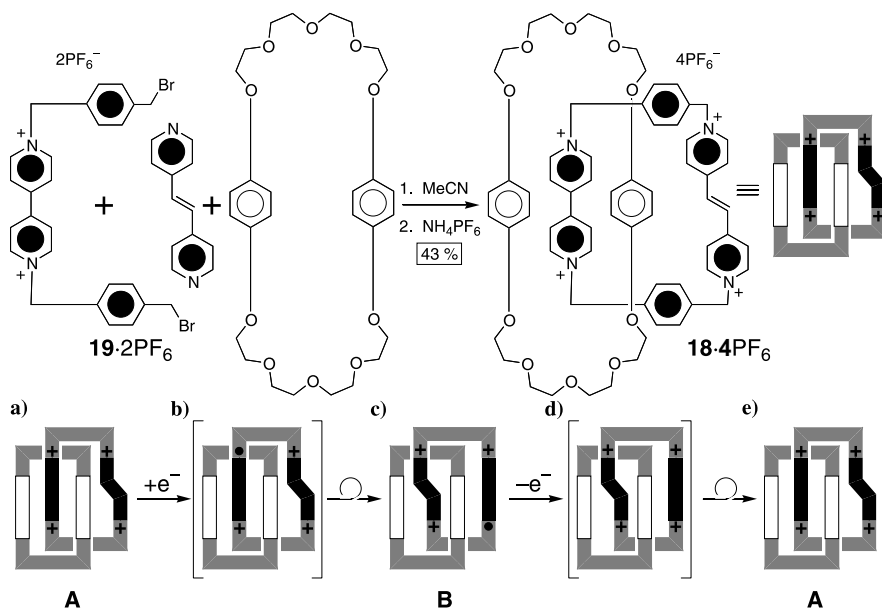 2PF₆⁻
4PF₆⁻
O O O O O O O O O O
O O O O O O O O O O
Br
Br
N N N N
N N N N
+ + + +
+ + + +
1. MeCN
2. NH₄PF₆
43 %
≡
19·2PF₆
18·4PF₆
a) b) c) d) e)
+ + • + + + + + + +
+e⁻ –e⁻
+ + + + + • + + + +
A B A